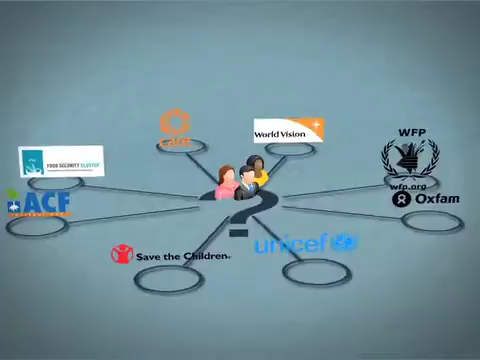 care
World Vision
WFP
FOOD SECURITY CLUSTER
wfp.org
ACF
Oxfam
?
unicef
Save the Children